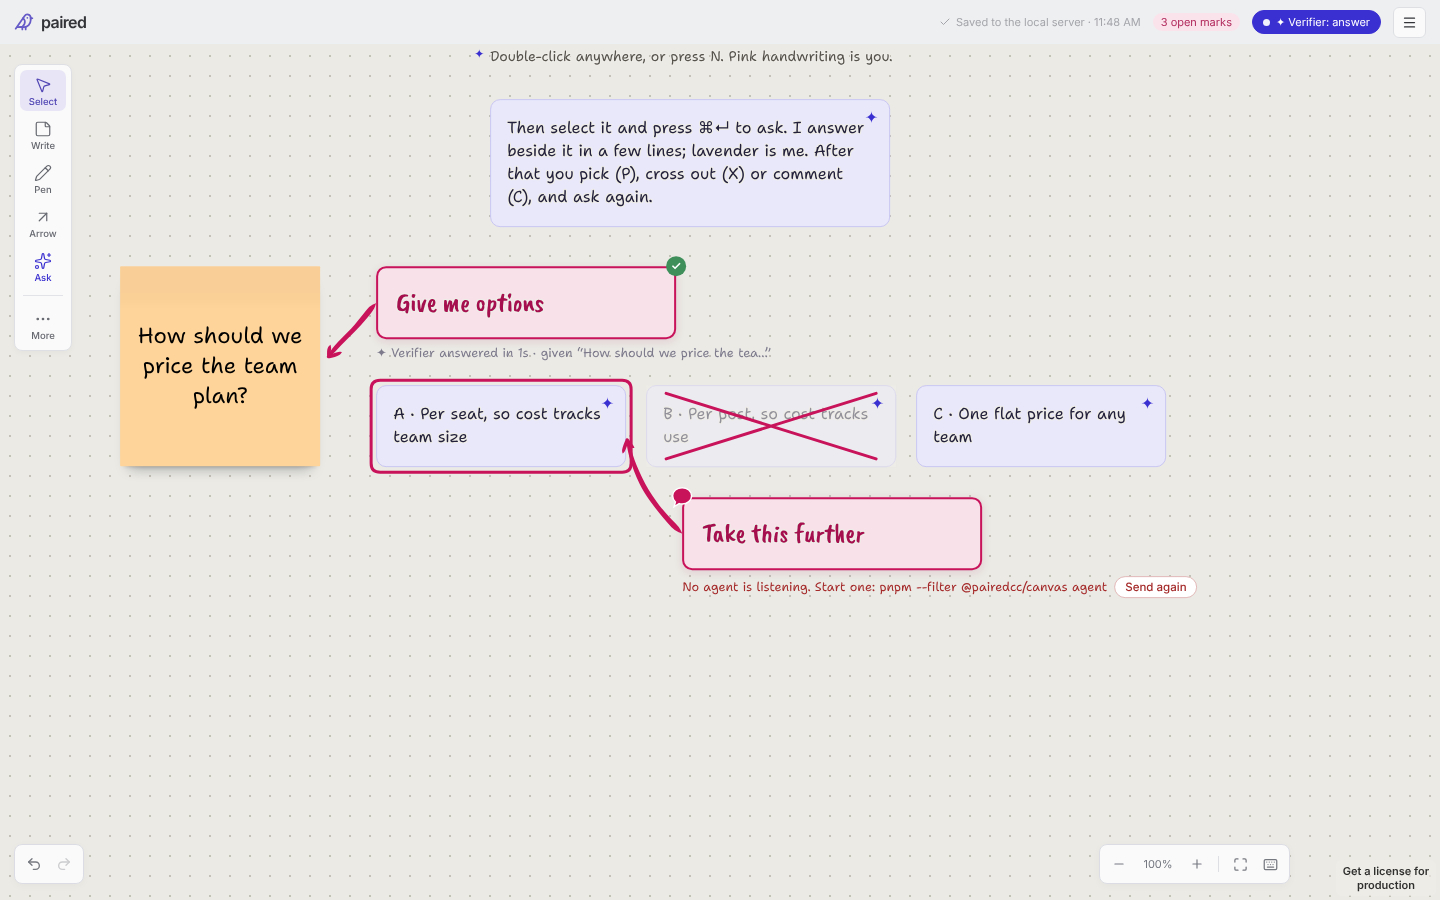 paired
Saved to the local server · 11:48 AM
3 open marks
✦ Verifier: answer
✦ Double-click anywhere, or press N. Pink handwriting is you.
Select
Write
Pen
Arrow
Ask
More
Then select it and press ⌘↵ to ask. I answer
beside it in a few lines; lavender is me. After
that you pick (P), cross out (X) or comment
(C), and ask again.
How should we
price the team
plan?
Give me options
✦ Verifier answered in 1s · given “How should we price the tea…”
A · Per seat, so cost tracks
team size
B · Per post, so cost tracks
use
C · One flat price for any
team
Take this further
No agent is listening. Start one: pnpm --filter @pairedcc/canvas agent
Send again
100%
Get a license for
production